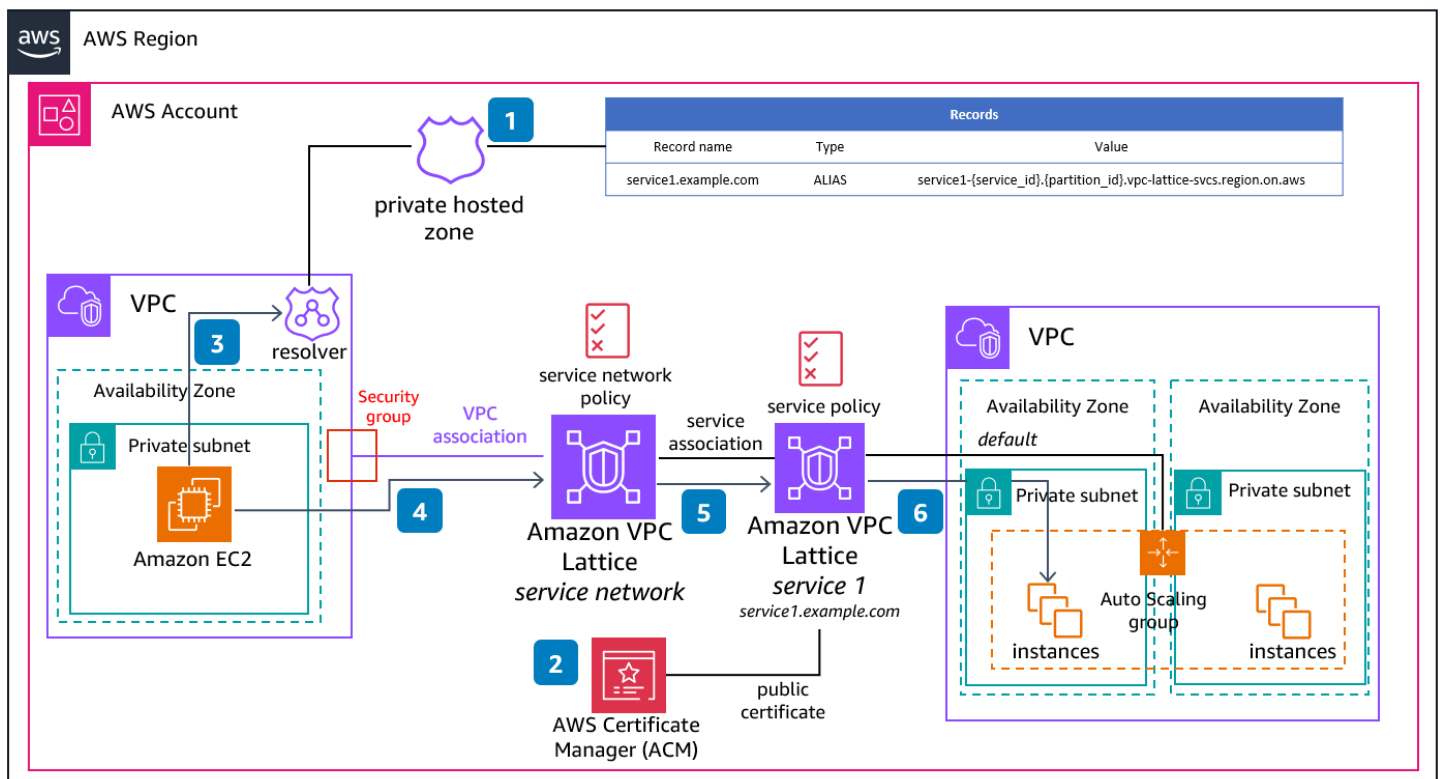 aws
AWS Region
AWS Account
1
Records
Record name Type Value
service1.example.com ALIAS service1-{service_id}.{partition_id}.vpc-lattice-svcs.region.on.aws
private hosted
zone
VPC
resolver
3
Availability Zone
Private subnet
Amazon EC2
Security
group
VPC
association
4
service network
policy
Amazon VPC
Lattice
service network
service
association
5
service policy
Amazon VPC
Lattice
service 1
service1.example.com
6
2
AWS Certificate
Manager (ACM)
public
certificate
VPC
Availability Zone
default
Private subnet
instances
Auto Scaling
group
Availability Zone
Private subnet
instances